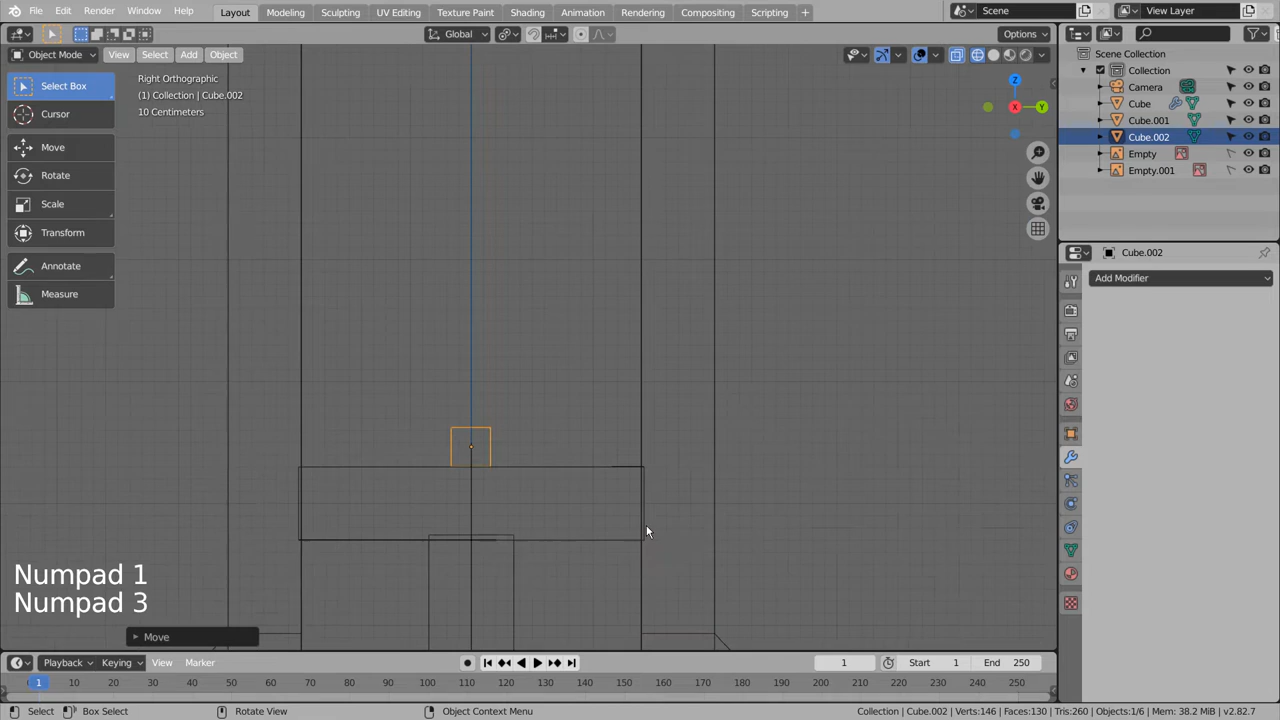 File Edit Render Window Help Layout Modeling Sculpting UV Editing Texture Paint Shading Animation Rendering Compositing Scripting + Scene View Layer
Global Options
Object Mode View Select Add Object
Scene Collection
Collection
Camera
Cube
Cube.001
Cube.002
Empty
Empty.001
Select Box
Cursor
Move
Rotate
Scale
Transform
Annotate
Measure
Right Orthographic
(1) Collection | Cube.002
10 Centimeters
Z
X
Y
Cube.002
Add Modifier
Numpad 1
Numpad 3
Move
Playback Keying View Marker 1 Start 1 End 250
1 10 20 30 40 50 60 70 80 90 100 110 120 130 140 150 160 170 180 190 200 210 220 230 240 250
Select Box Select Rotate View Object Context Menu Collection | Cube.002 | Verts:146 | Faces:130 | Tris:260 | Objects:1/6 | Mem: 38.2 MiB | v2.82.7